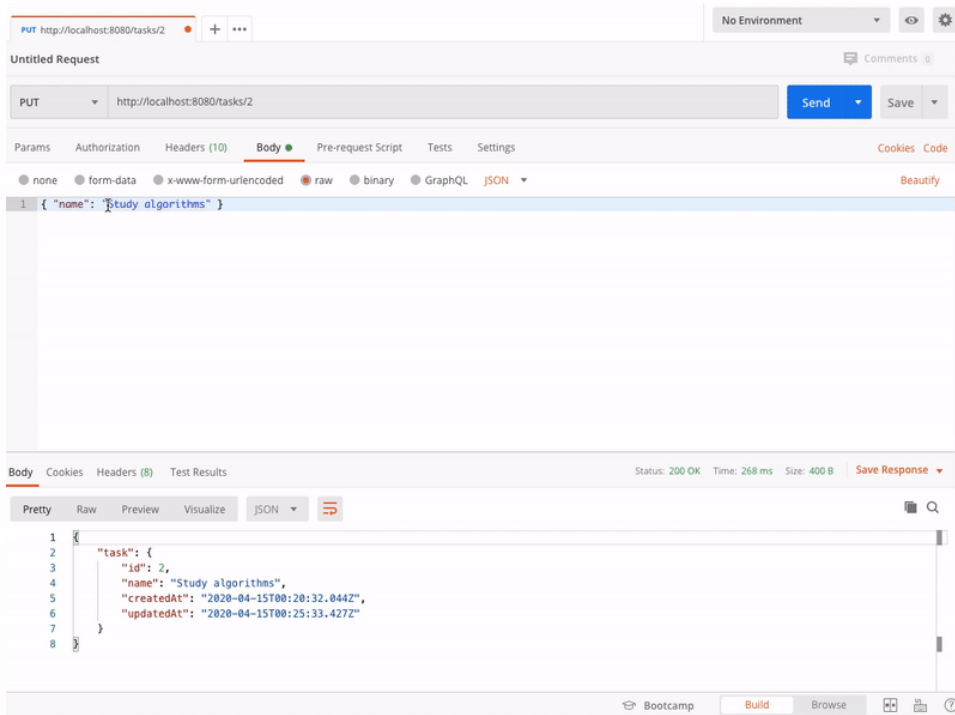 PUT http://localhost:8080/tasks/2
No Environment
Untitled Request
Comments 0
PUT http://localhost:8080/tasks/2 Send Save
Params Authorization Headers (10) Body Pre-request Script Tests Settings Cookies Code
none form-data x-www-form-urlencoded raw binary GraphQL JSON Beautify
1 { "name": "Study algorithms" }
Body Cookies Headers (8) Test Results Status: 200 OK Time: 268 ms Size: 400 B Save Response
Pretty Raw Preview Visualize JSON
1 {
2 "task": {
3 "id": 2,
4 "name": "Study algorithms",
5 "createdAt": "2020-04-15T00:20:32.044Z",
6 "updatedAt": "2020-04-15T00:25:33.427Z"
7 }
8 }
Bootcamp Build Browse